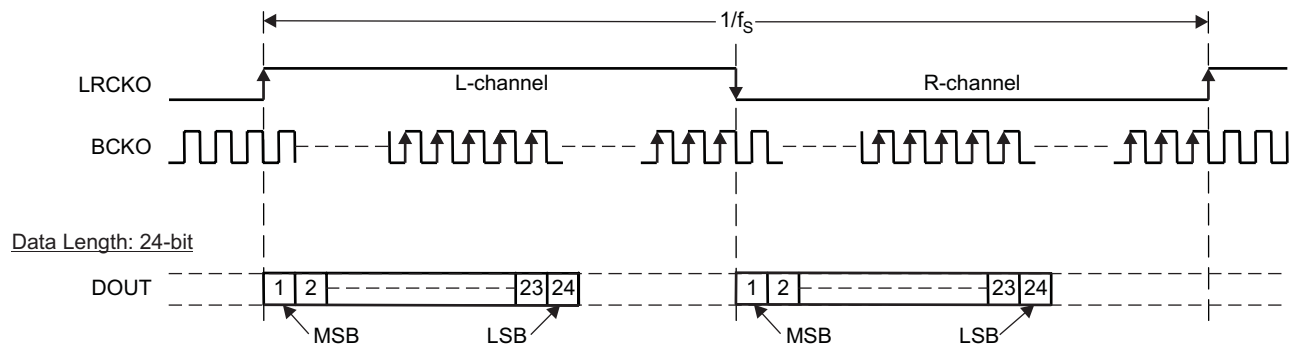 1/fS
LRCKO
L-channel
R-channel
BCKO
Data Length: 24-bit
DOUT
1 2 23 24 1 2 23 24
MSB LSB MSB LSB